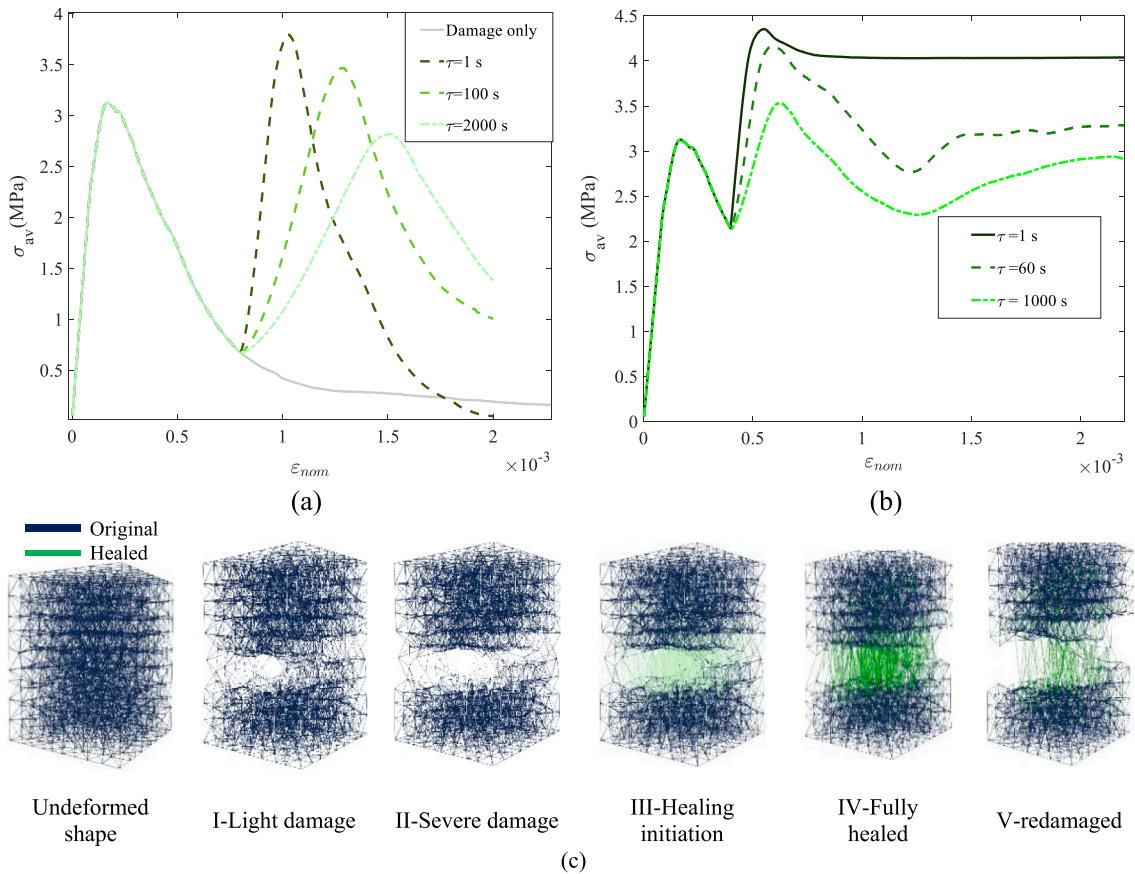 4
3.5
3
2.5
2
1.5
1
0.5
σav (MPa)
0
0.5
1
1.5
2
×10⁻³
εnom
Damage only
τ=1 s
τ=100 s
τ=2000 s
(a)
4.5
4
3.5
3
2.5
2
1.5
1
0.5
0
σav (MPa)
0
0.5
1
1.5
2
×10⁻³
εnom
τ =1 s
τ =60 s
τ = 1000 s
(b)
Original
Healed
Undeformed
shape
I-Light damage
II-Severe damage
III-Healing
initiation
IV-Fully
healed
V-redamaged
(c)